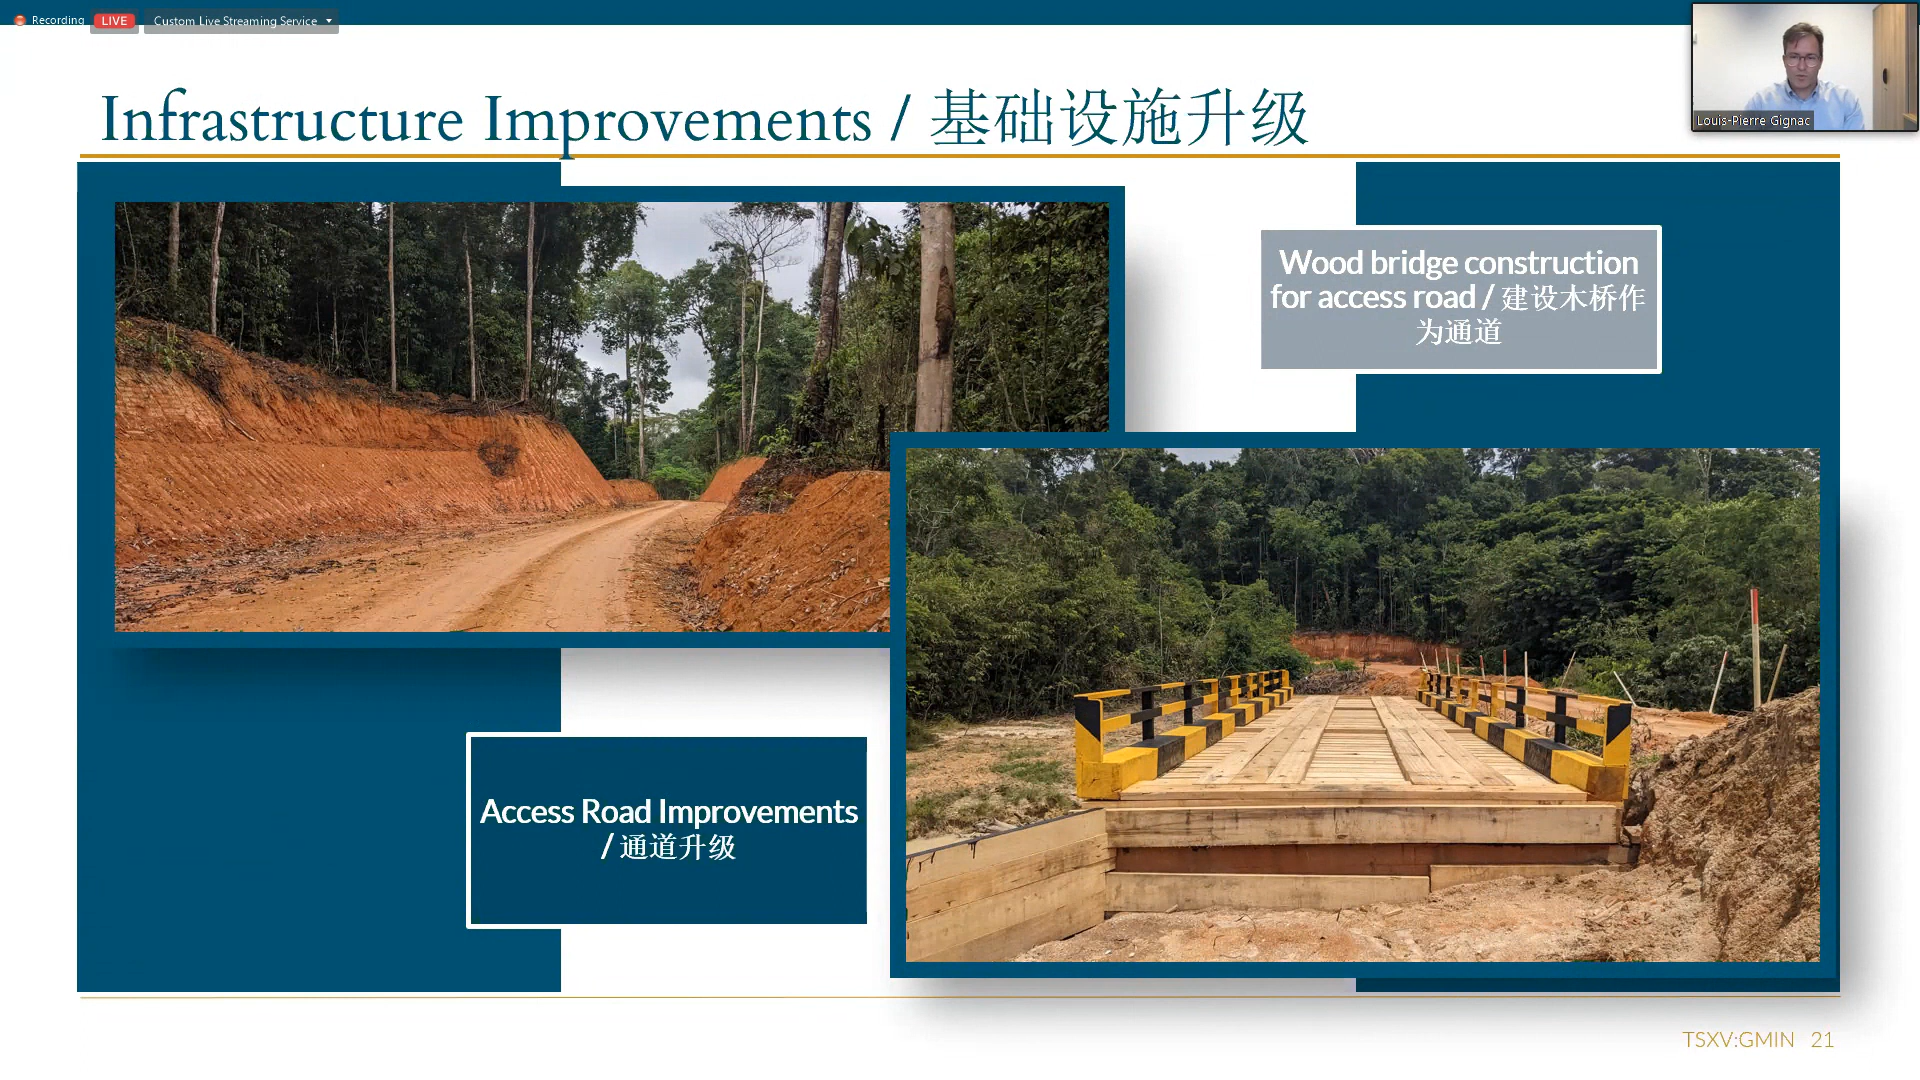 Recording
LIVE
Custom Live Streaming Service
Louis-Pierre Gignac
Infrastructure Improvements / 基础设施升级
Wood bridge construction
for access road / 建设木桥作
为通道
Access Road Improvements
/ 通道升级
TSXV:GMIN 21